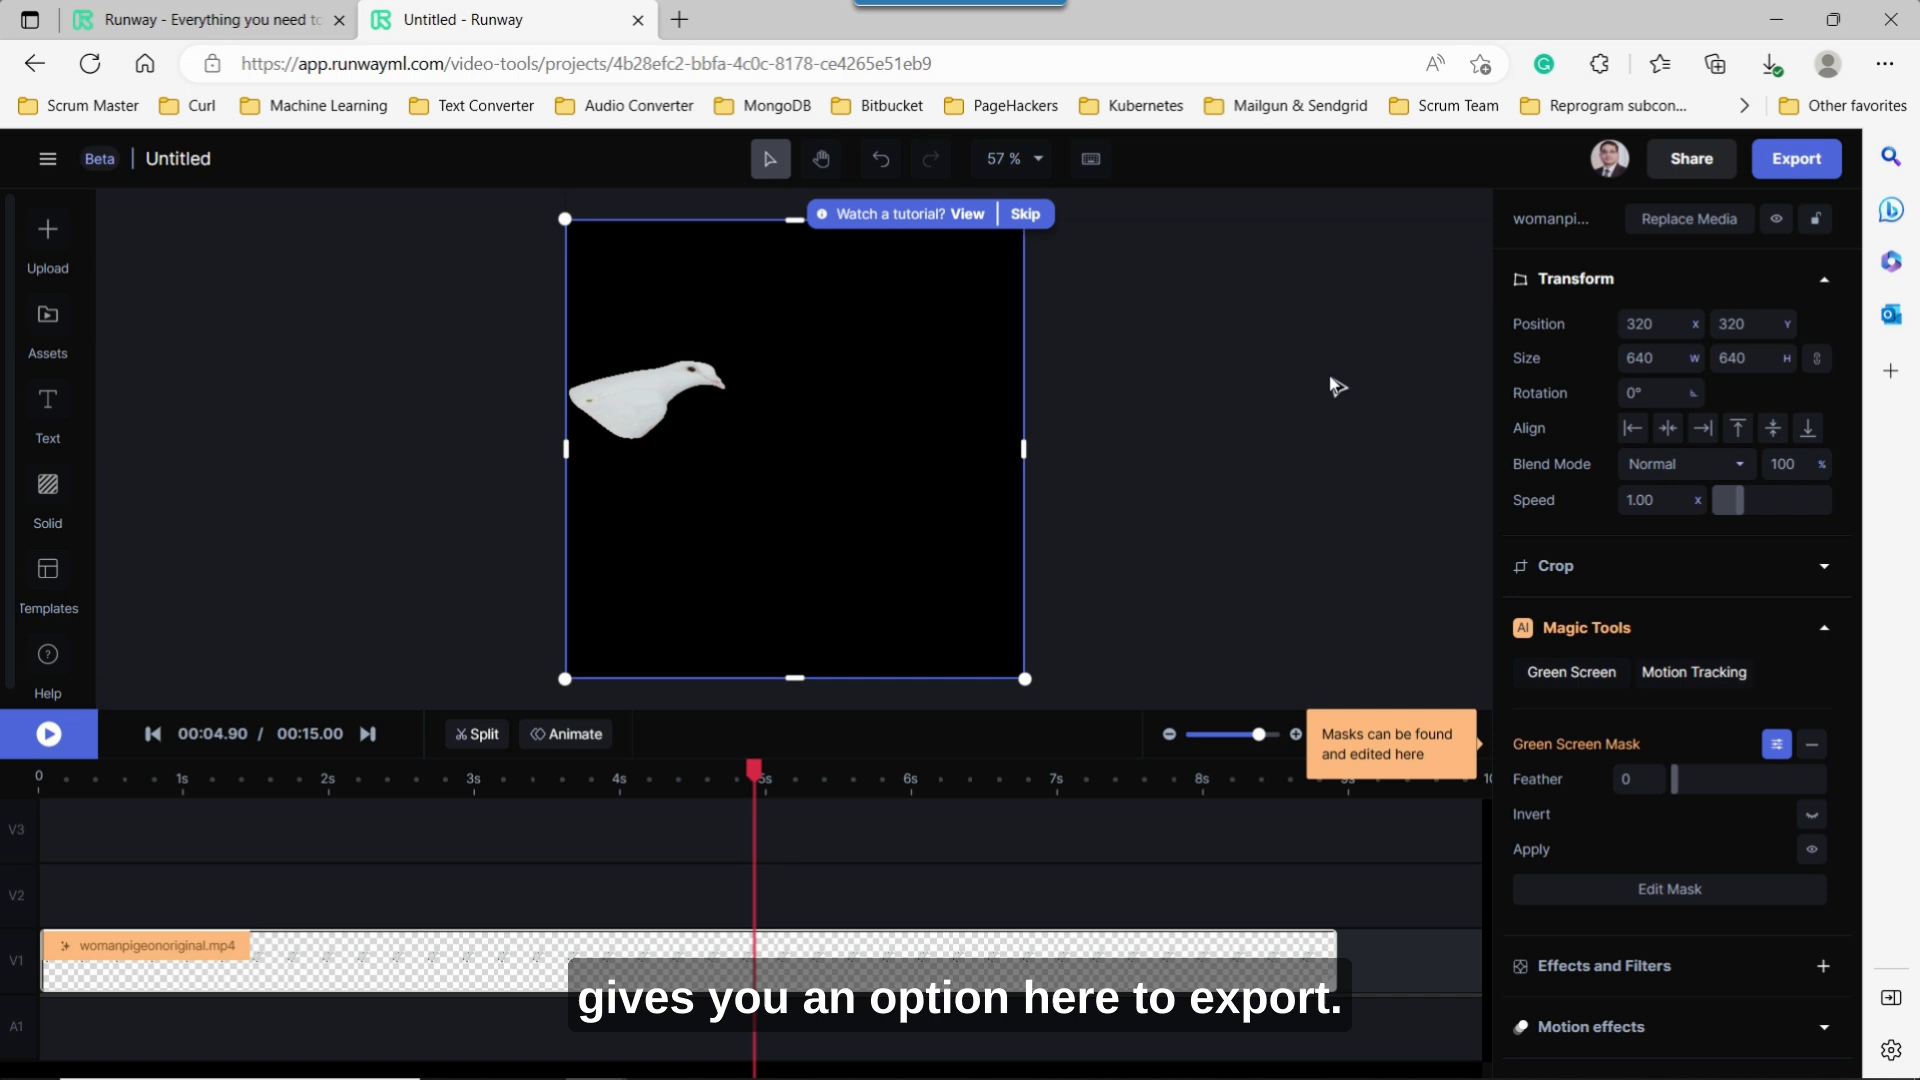 Runway - Everything you need to
Untitled - Runway
https://app.runwayml.com/video-tools/projects/4b28efc2-bbfa-4c0c-8178-ce4265e51eb9
Scrum Master
Curl
Machine Learning
Text Converter
Audio Converter
MongoDB
Bitbucket
PageHackers
Kubernetes
Mailgun & Sendgrid
Scrum Team
Reprogram subcon...
Other favorites
Beta
Untitled
57 %
Share
Export
Watch a tutorial? View
Skip
Upload
Assets
Text
Solid
Templates
Help
womanpi...
Replace Media
Transform
Position 320 X 320 Y
Size 640 W 640 H
Rotation 0°
Align
Blend Mode Normal 100 %
Speed 1.00 X
Crop
AI Magic Tools
Green Screen
Motion Tracking
Green Screen Mask
Feather 0
Invert
Apply
Edit Mask
Effects and Filters
Motion effects
00:04.90 / 00:15.00
Split
Animate
Masks can be found
and edited here
0 1s 2s 3s 4s 5s 6s 7s 8s 9s 10
V3
V2
V1
womanpigeonoriginal.mp4
A1
gives you an option here to export.